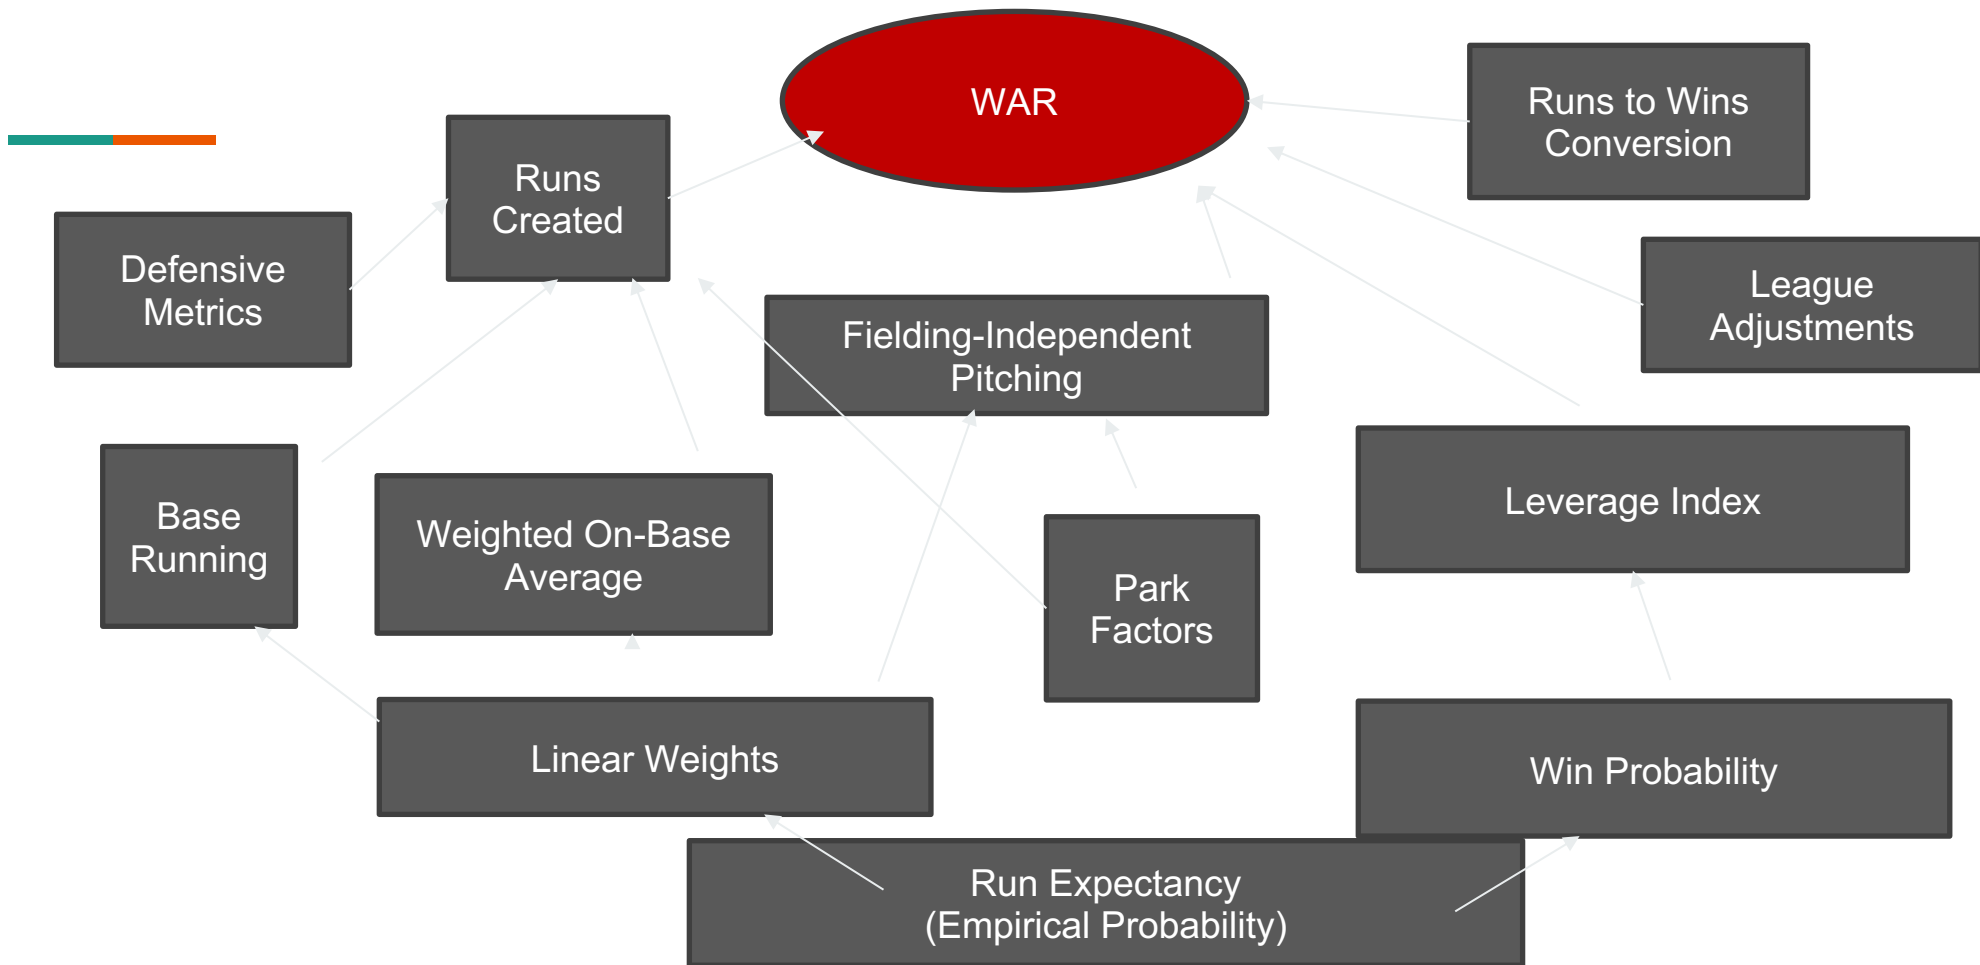 WAR
Runs to Wins
Conversion
Runs
Created
Defensive
Metrics
League
Adjustments
Fielding-Independent
Pitching
Base
Running
Weighted On-Base
Average
Leverage Index
Park
Factors
Linear Weights
Win Probability
Run Expectancy
(Empirical Probability)